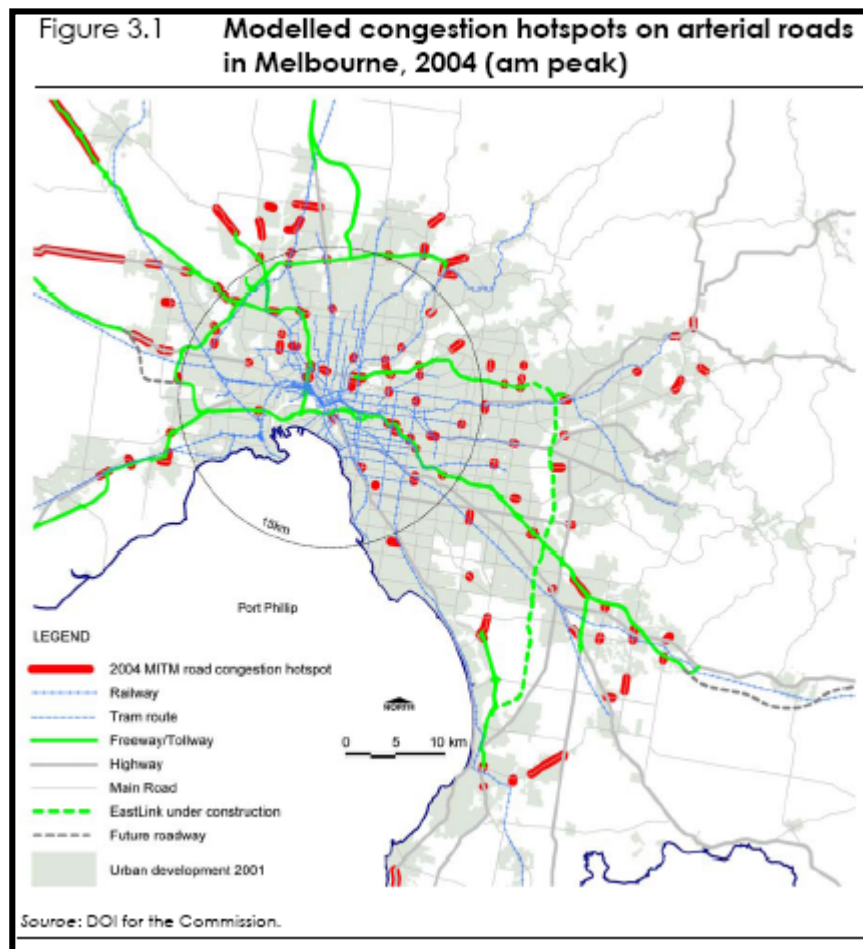 Figure 3.1 Modelled congestion hotspots on arterial roads
in Melbourne, 2004 (am peak)
15km
Port Phillip
LEGEND
2004 MITM road congestion hotspot
Railway
Tram route
Freeway/Tollway
Highway
Main Road
EastLink under construction
Future roadway
Urban development 2001
NORTH
0 5 10 km
Source: DOI for the Commission.